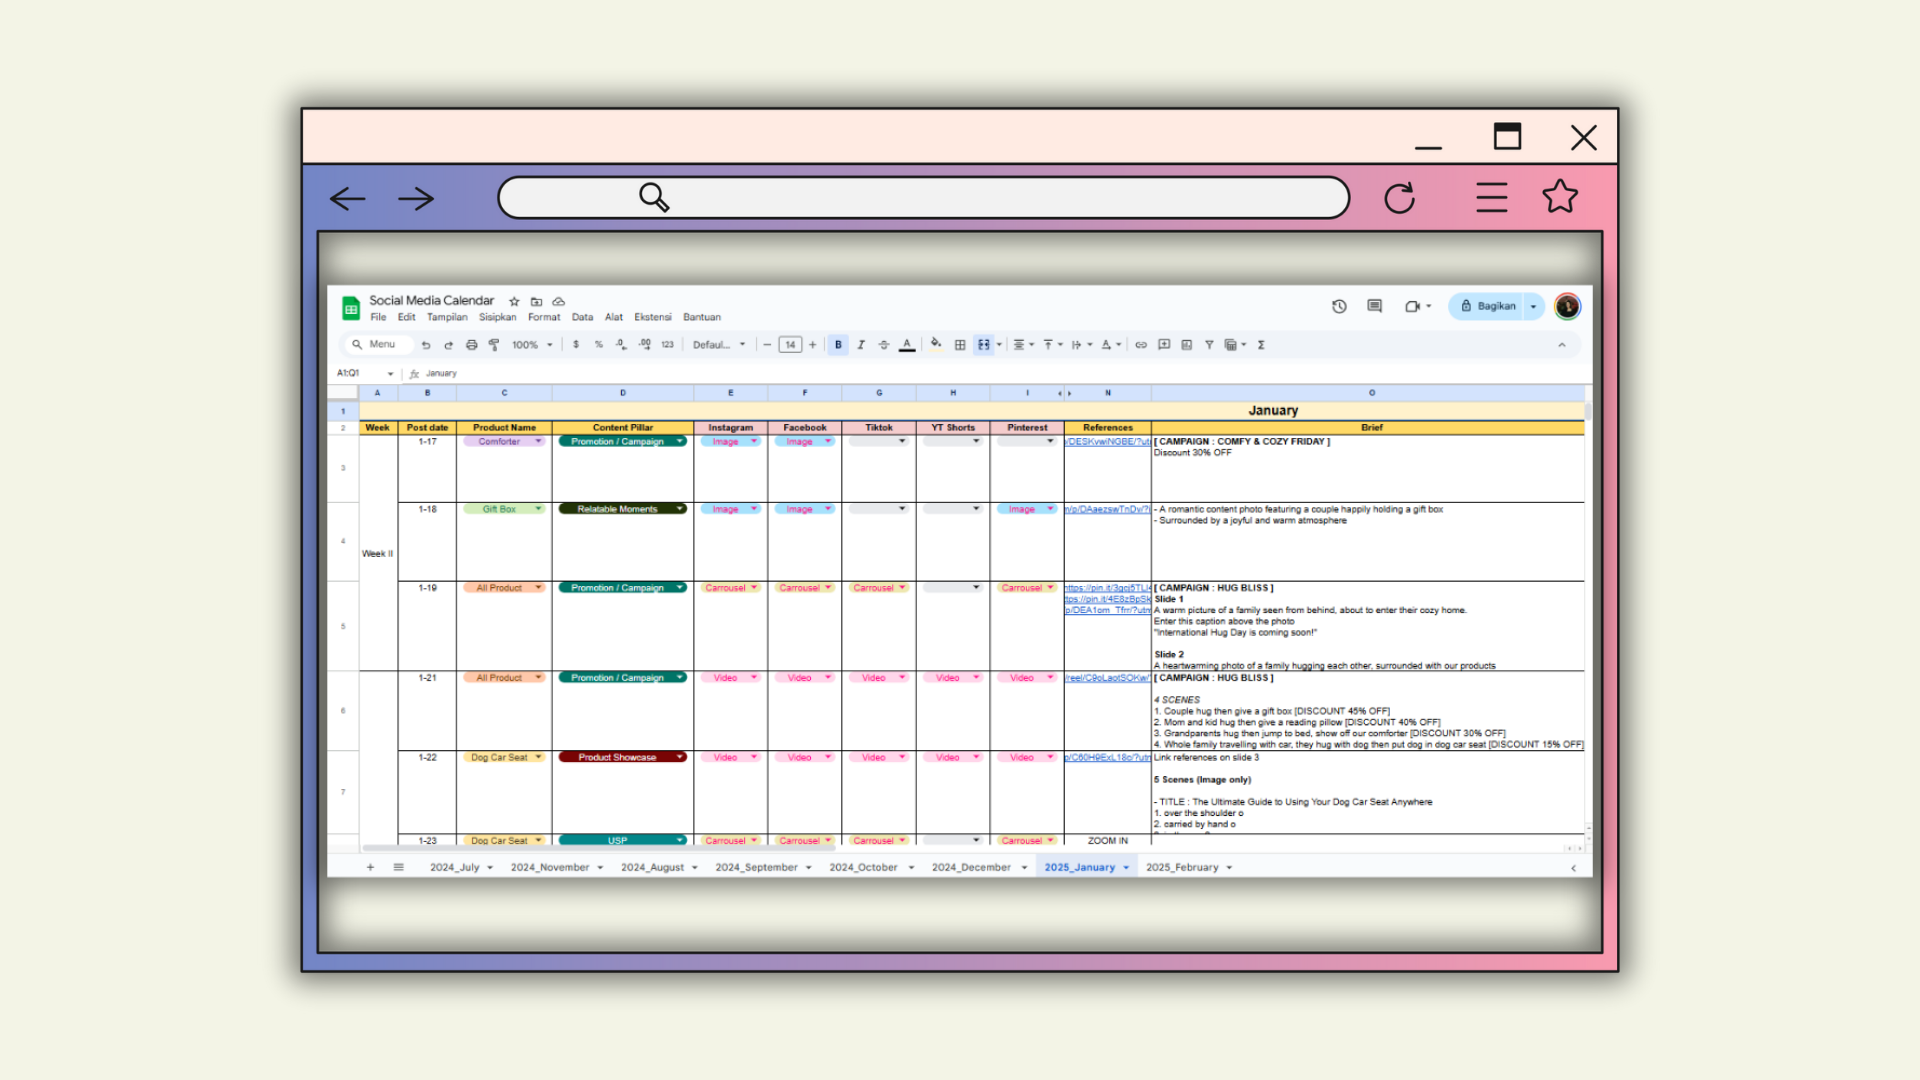 Social Media Calendar
File Edit Tampilan Sisipkan Format Data Alat Ekstensi Bantuan
Bagikan
Menu 100% $ % .0 .00 123 Defaul... 14 B I A
A1:Q1 fx January
A B C D E F G H I N O
1 January
2 Week Post date Product Name Content Pillar Instagram Facebook Tiktok YT Shorts Pinterest References Brief
3 1-17 Comforter Promotion / Campaign Image Image /DESKvwiNGBE/?ut [ CAMPAIGN : COMFY & COZY FRIDAY ]
Discount 30% OFF
4 1-18 Gift Box Relatable Moments Image Image Image n/p/DAaezswTnDv/?i - A romantic content photo featuring a couple happily holding a gift box
- Surrounded by a joyful and warm atmosphere
Week II
5 1-19 All Product Promotion / Campaign Carrousel Carrousel Carrousel Carrousel [ CAMPAIGN : HUG BLISS ]
Slide 1
/p/DEA1om_Tfrr/?utm A warm picture of a family seen from behind, about to enter their cozy home.
Enter this caption above the photo
"International Hug Day is coming soon!"
Slide 2
A heartwarming photo of a family hugging each other, surrounded with our products
6 1-21 All Product Promotion / Campaign Video Video Video Video Video /reel/C9oLaotSOKw/ [ CAMPAIGN : HUG BLISS ]
4 SCENES
1. Couple hug then give a gift box [DISCOUNT 45% OFF]
2. Mom and kid hug then give a reading pillow [DISCOUNT 40% OFF]
3. Grandparents hug then jump to bed, show off our comforter [DISCOUNT 30% OFF]
4. Whole family travelling with car, they hug with dog then put dog in dog car seat [DISCOUNT 15% OFF]
7 1-22 Dog Car Seat Product Showcase Video Video Video Video Video p/C60H9ExL18o/?utm Link references on slide 3
5 Scenes (Image only)
- TITLE : The Ultimate Guide to Using Your Dog Car Seat Anywhere
1. over the shoulder o
2. carried by hand o
1-23 Dog Car Seat USP Carrousel Carrousel Carrousel Carrousel ZOOM IN
2024_July 2024_November 2024_August 2024_September 2024_October 2024_December 2025_January 2025_February